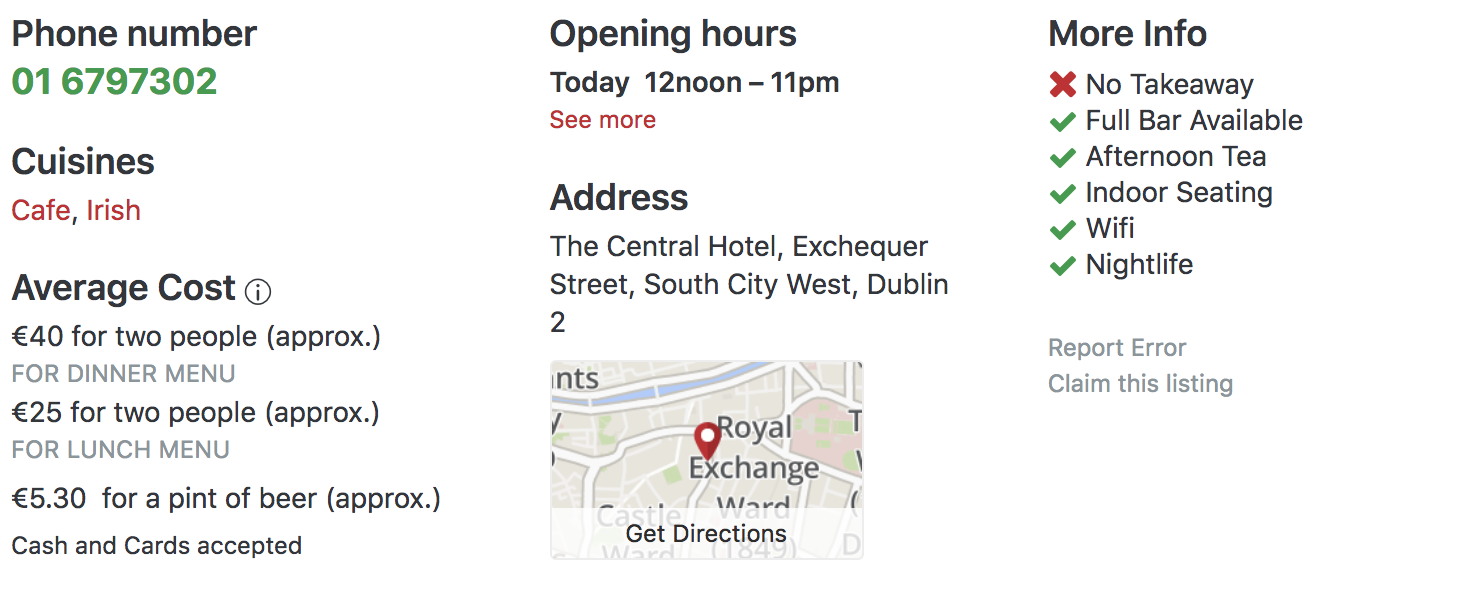 Phone number
01 6797302
Cuisines
Cafe, Irish
Average Cost
€40 for two people (approx.)
FOR DINNER MENU
€25 for two people (approx.)
FOR LUNCH MENU
€5.30 for a pint of beer (approx.)
Cash and Cards accepted
Opening hours
Today 12noon – 11pm
See more
Address
The Central Hotel, Exchequer
Street, South City West, Dublin
2
Royal
Exchange
Ward
Castle
Ward (1849)
Get Directions
More Info
No Takeaway
Full Bar Available
Afternoon Tea
Indoor Seating
Wifi
Nightlife
Report Error
Claim this listing